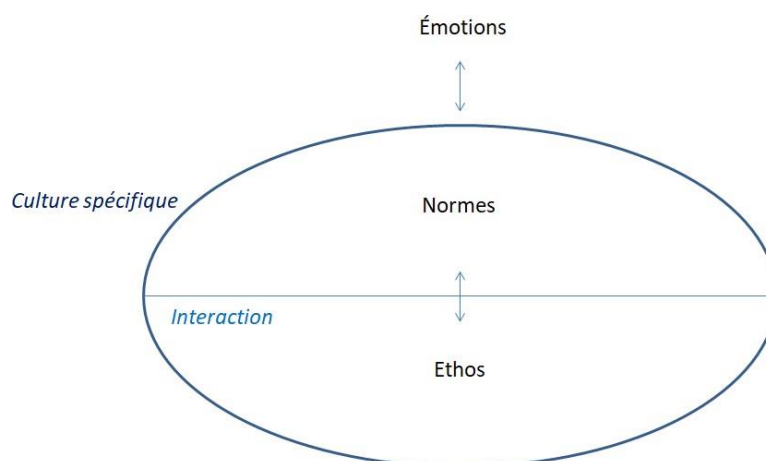 Émotions
Culture spécifique
Normes
Interaction
Ethos